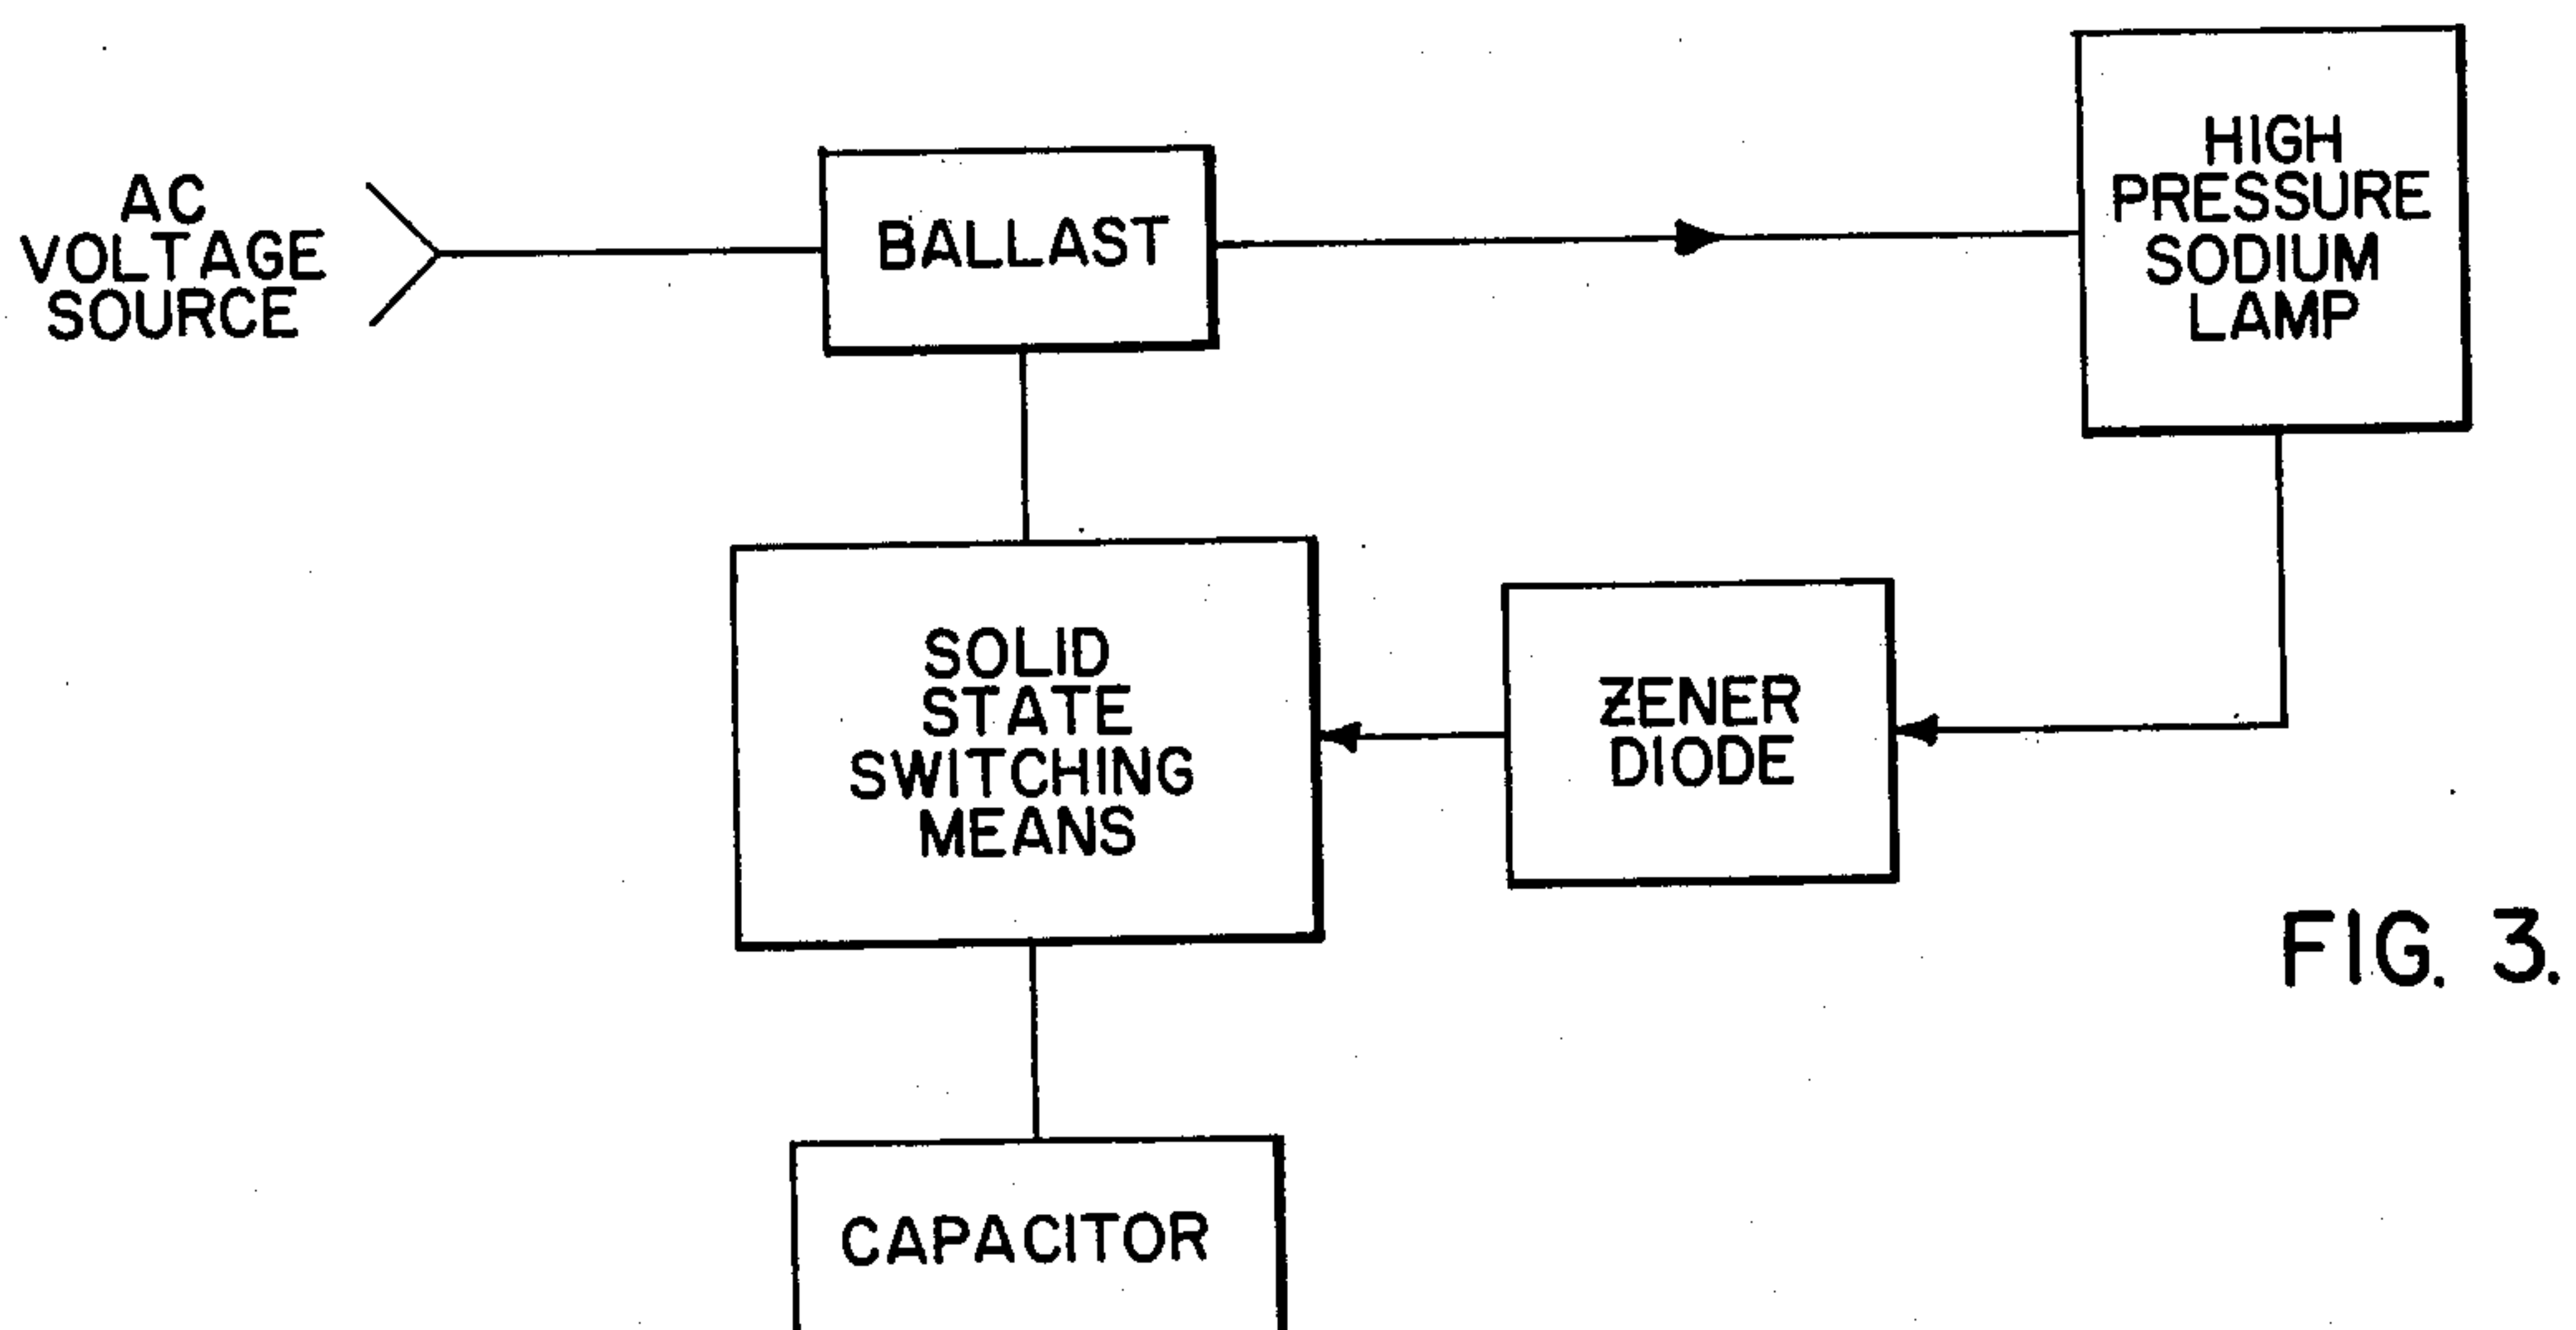 AC
VOLTAGE
SOURCE
BALLAST
HIGH
PRESSURE
SODIUM
LAMP
SOLID
STATE
SWITCHING
MEANS
ZENER
DIODE
FIG. 3.
CAPACITOR